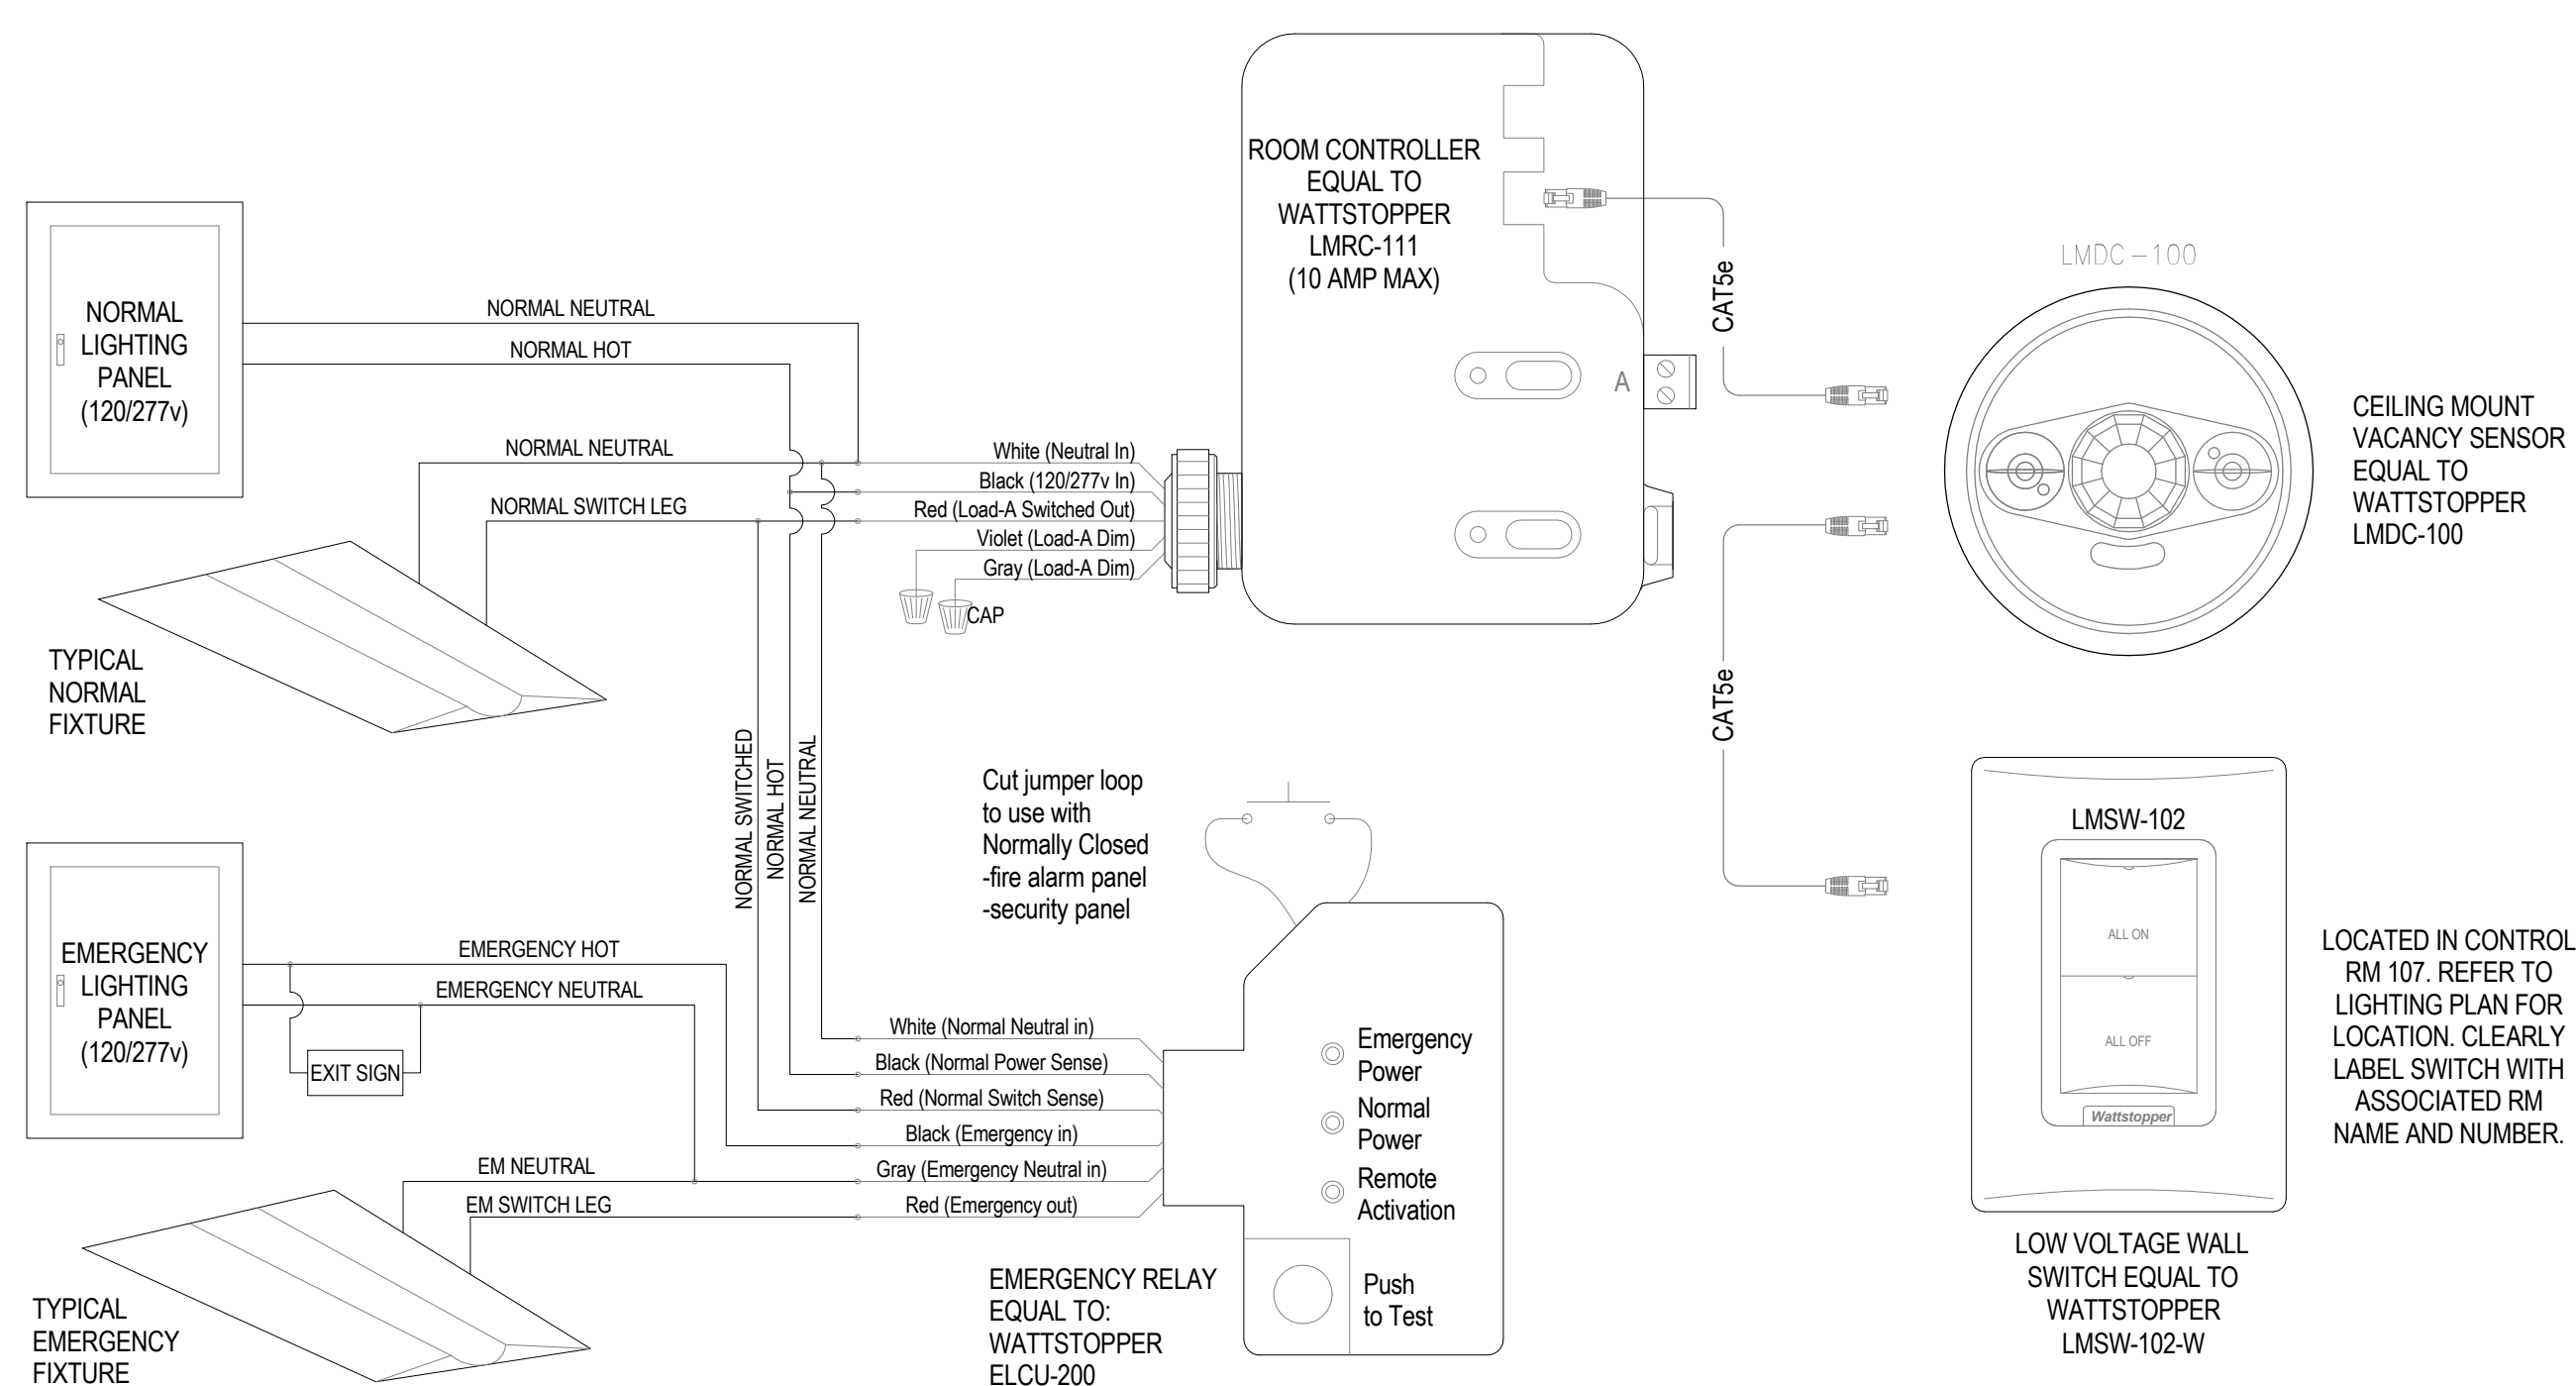 ROOM CONTROLLER
EQUAL TO
WATTSTOPPER
LMRC-111
(10 AMP MAX)
LMDC-100
CAT5e
NORMAL
LIGHTING
PANEL
(120/277v)
NORMAL NEUTRAL
NORMAL HOT
A
CEILING MOUNT
VACANCY SENSOR
EQUAL TO
WATTSTOPPER
LMDC-100
NORMAL NEUTRAL
NORMAL SWITCH LEG
White (Neutral In)
Black (120/277v In)
Red (Load-A Switched Out)
Violet (Load-A Dim)
Gray (Load-A Dim)
CAP
TYPICAL
NORMAL
FIXTURE
CAT5e
NORMAL SWITCHED
NORMAL HOT
NORMAL NEUTRAL
Cut jumper loop
to use with
Normally Closed
-fire alarm panel
-security panel
LMSW-102
ALL ON
ALL OFF
Wattstopper
LOCATED IN CONTROL
RM 107. REFER TO
LIGHTING PLAN FOR
LOCATION. CLEARLY
LABEL SWITCH WITH
ASSOCIATED RM
NAME AND NUMBER.
EMERGENCY
LIGHTING
PANEL
(120/277v)
EMERGENCY HOT
EMERGENCY NEUTRAL
EXIT SIGN
White (Normal Neutral in)
Black (Normal Power Sense)
Red (Normal Switch Sense)
Black (Emergency in)
Gray (Emergency Neutral in)
Red (Emergency out)
EM NEUTRAL
EM SWITCH LEG
Emergency
Power
Normal
Power
Remote
Activation
Push
to Test
TYPICAL
EMERGENCY
FIXTURE
EMERGENCY RELAY
EQUAL TO:
WATTSTOPPER
ELCU-200
LOW VOLTAGE WALL
SWITCH EQUAL TO
WATTSTOPPER
LMSW-102-W